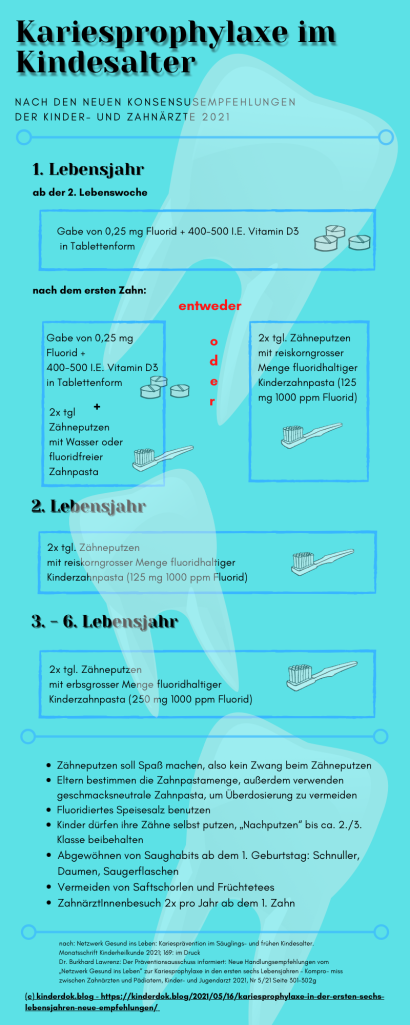 Kariesprophylaxe im
Kindesalter
NACH DEN NEUEN KONSENSUSEMPFEHLUNGEN
DER KINDER- UND ZAHNÄRZTE 2021
1. Lebensjahr
ab der 2. Lebenswoche
Gabe von 0,25 mg Fluorid + 400-500 I.E. Vitamin D3
in Tablettenform
nach dem ersten Zahn:
entweder
oder
Gabe von 0,25 mg
Fluorid +
400-500 I.E. Vitamin D3
in Tablettenform
+
2x tgl
Zähneputzen
mit Wasser oder
fluoridfreier
Zahnpasta
2x tgl. Zähneputzen
mit reiskorngrosser
Menge fluoridhaltiger
Kinderzahnpasta (125
mg 1000 ppm Fluorid)
2. Lebensjahr
2x tgl. Zähneputzen
mit reiskorngrosser Menge fluoridhaltiger
Kinderzahnpasta (125 mg 1000 ppm Fluorid)
3. - 6. Lebensjahr
2x tgl. Zähneputzen
mit erbsgrosser Menge fluoridhaltiger
Kinderzahnpasta (250 mg 1000 ppm Fluorid)
• Zähneputzen soll Spaß machen, also kein Zwang beim Zähneputzen
• Eltern bestimmen die Zahnpastamenge, außerdem verwenden
geschmacksneutrale Zahnpasta, um Überdosierung zu vermeiden
• Fluoridiertes Speisesalz benutzen
• Kinder dürfen ihre Zähne selbst putzen, „Nachputzen" bis ca. 2./3.
Klasse beibehalten
• Abgewöhnen von Saughabits ab dem 1. Geburtstag: Schnuller,
Daumen, Saugerflaschen
• Vermeiden von Saftschorlen und Früchtetees
• ZahnärztInnenbesuch 2x pro Jahr ab dem 1. Zahn
nach: Netzwerk Gesund ins Leben: Kariesprävention im Säuglings- und frühen Kindesalter.
Monatsschrift Kinderheilkunde 2021; 169: im Druck
Dr. Burkhard Lawrenz: Der Präventionsausschuss informiert: Neue Handlungsempfehlungen vom
„Netzwerk Gesund ins Leben" zur Kariesprophylaxe in den ersten sechs Lebensjahren - Kompro- miss
zwischen Zahnärzten und Pädiatern, Kinder- und Jugendarzt 2021, Nr 5/21 Seite 301-302g
(c) kinderdok.blog - https://kinderdok.blog/2021/05/16/kariesprophylaxe-in-der-ersten-sechs-
lebensjahren-neue-empfehlungen/